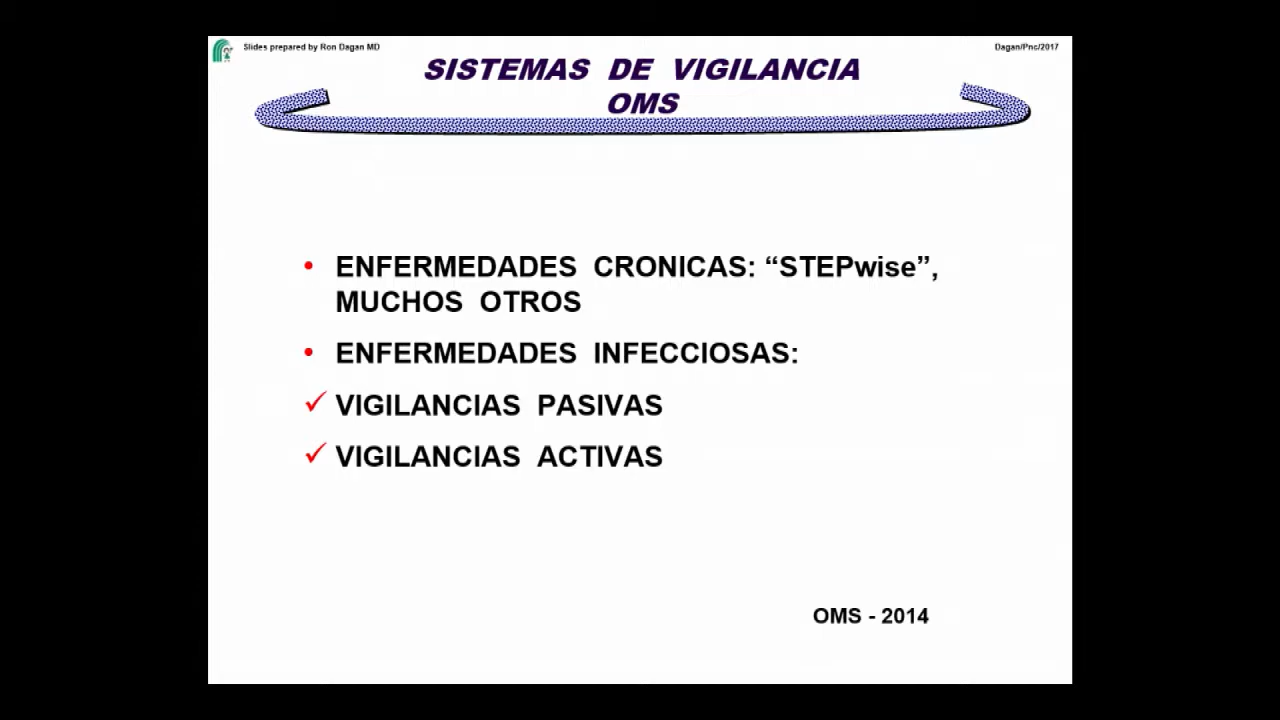 Slides prepared by Ron Dagan MD
Dagan/Pnc/2017
SISTEMAS DE VIGILANCIA
OMS
• ENFERMEDADES CRONICAS: “STEPwise”,
MUCHOS OTROS
• ENFERMEDADES INFECCIOSAS:
✓ VIGILANCIAS PASIVAS
✓ VIGILANCIAS ACTIVAS
OMS - 2014